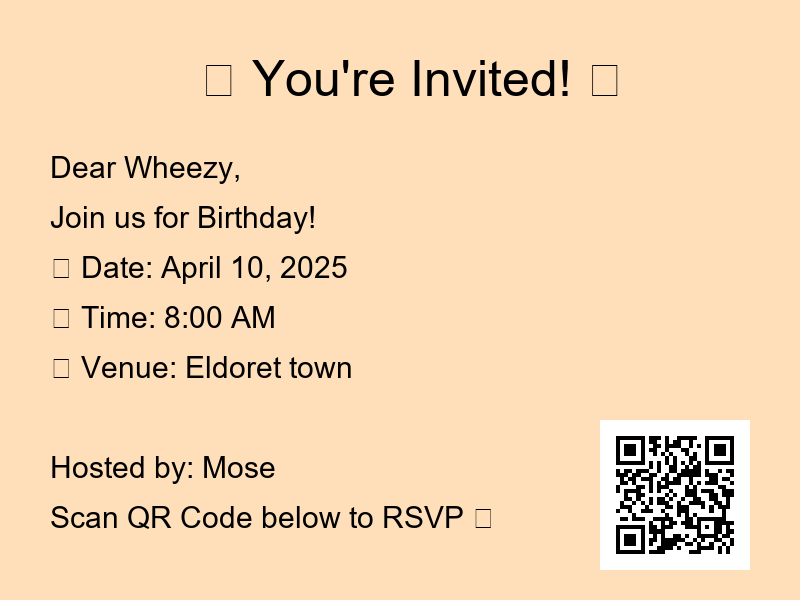 □ You're Invited! □
Dear Wheezy,
Join us for Birthday!
□ Date: April 10, 2025
□ Time: 8:00 AM
□ Venue: Eldoret town
Hosted by: Mose
Scan QR Code below to RSVP □